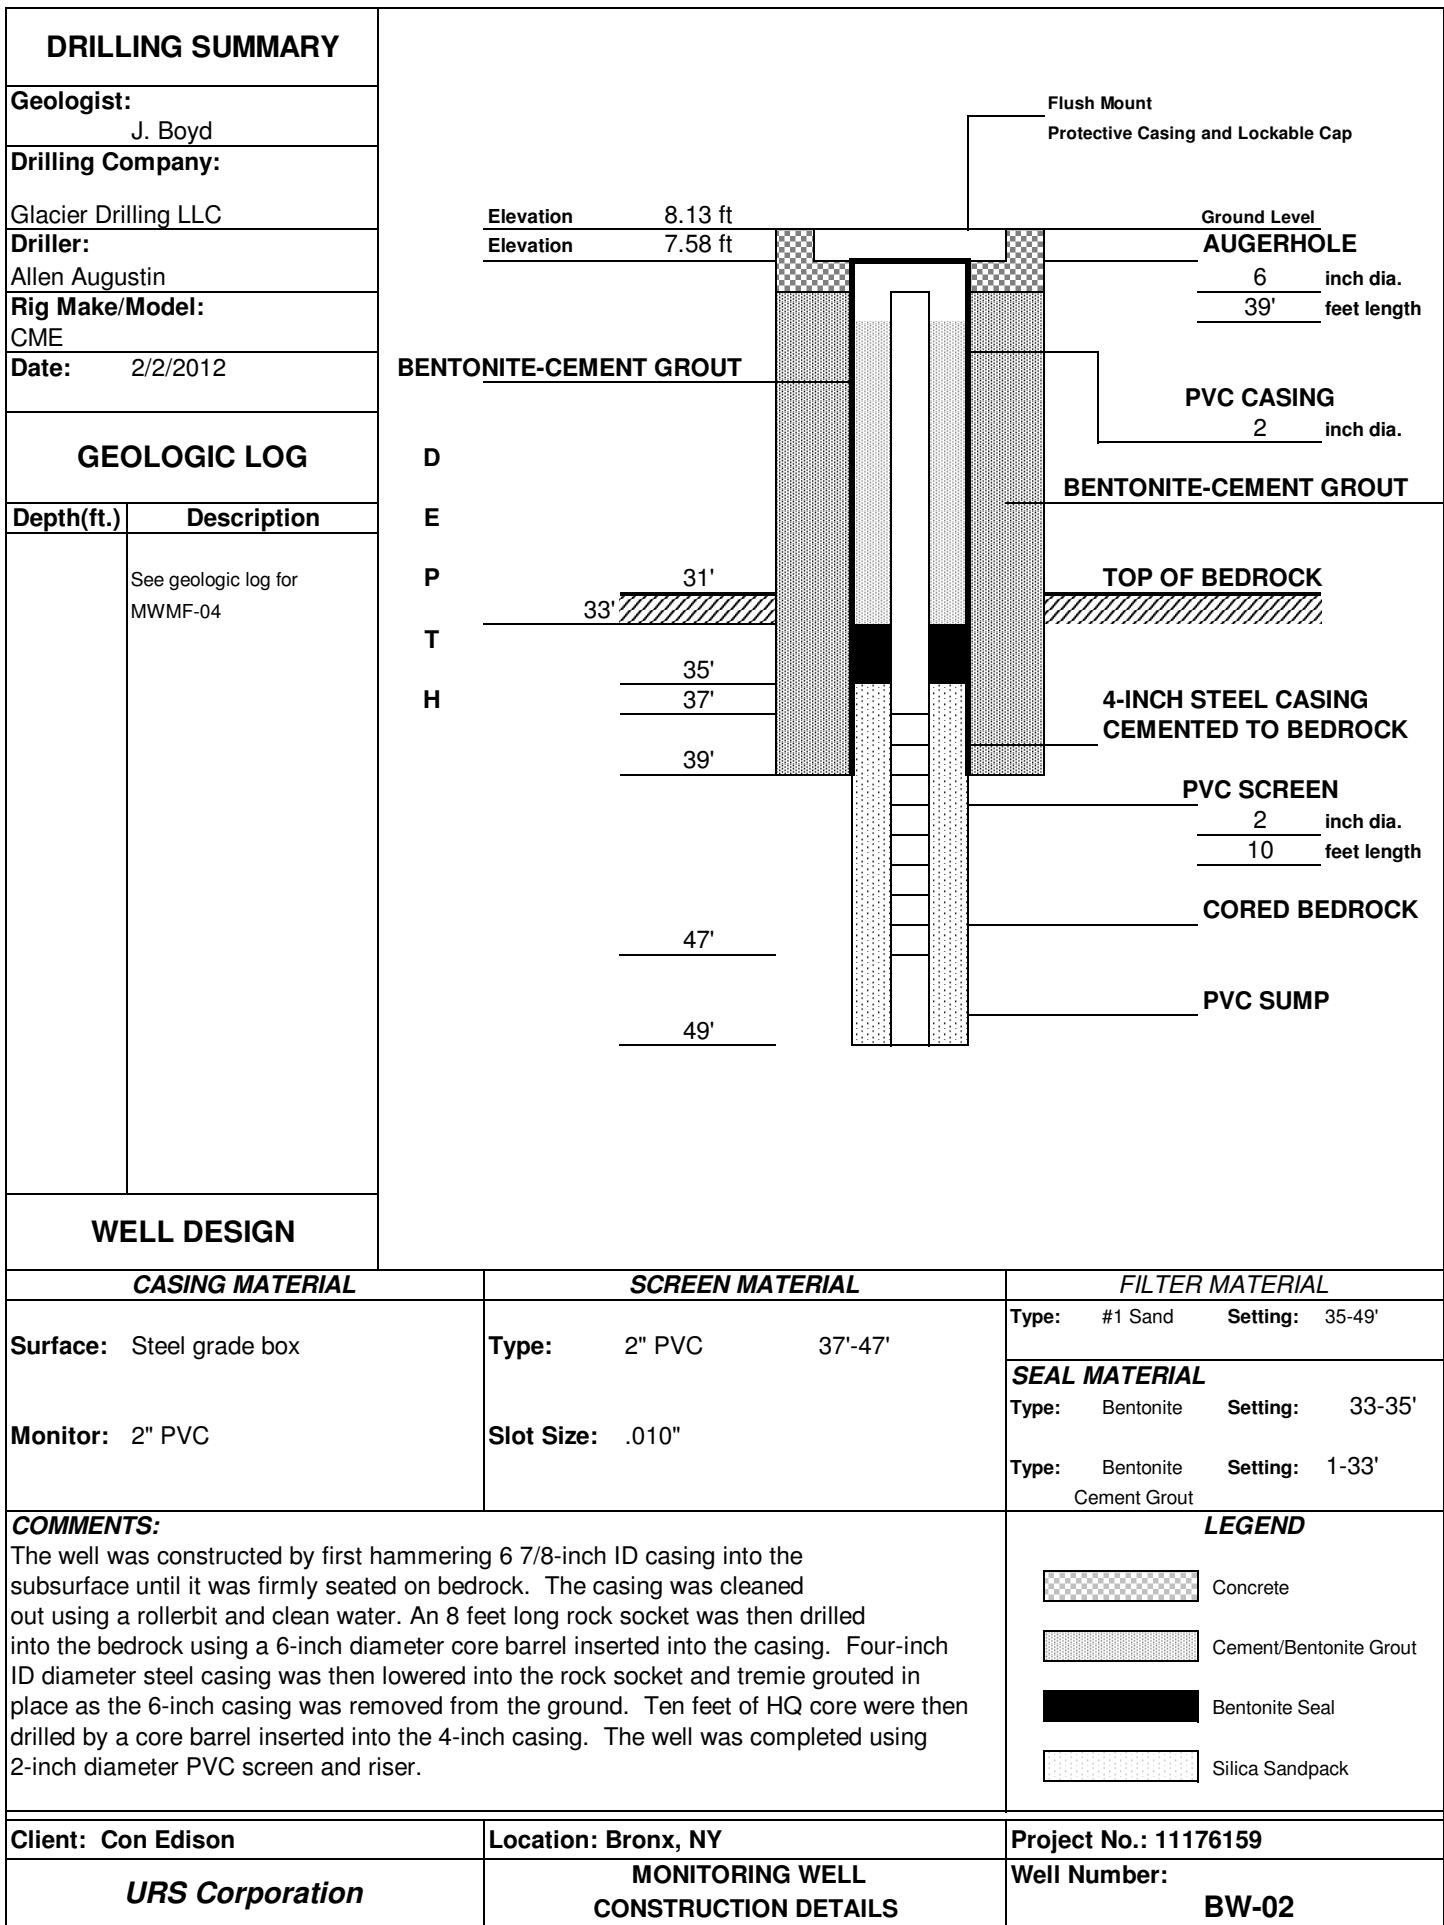 DRILLING SUMMARY
Geologist:
J. Boyd
Drilling Company:
Glacier Drilling LLC
Driller:
Allen Augustin
Rig Make/Model:
CME
Date: 2/2/2012
GEOLOGIC LOG
Depth(ft.) Description
See geologic log for
MWMF-04
WELL DESIGN
Flush Mount
Protective Casing and Lockable Cap
Elevation 8.13 ft
Ground Level
Elevation 7.58 ft
AUGERHOLE
6 inch dia.
39' feet length
BENTONITE-CEMENT GROUT
PVC CASING
2 inch dia.
D
E
P
T
H
BENTONITE-CEMENT GROUT
31'
TOP OF BEDROCK
33'
35'
37'
4-INCH STEEL CASING
CEMENTED TO BEDROCK
39'
PVC SCREEN
2 inch dia.
10 feet length
CORED BEDROCK
47'
PVC SUMP
49'
CASING MATERIAL
Surface: Steel grade box
Monitor: 2" PVC
SCREEN MATERIAL
Type: 2" PVC 37'-47'
Slot Size: .010"
FILTER MATERIAL
Type: #1 Sand Setting: 35-49'
SEAL MATERIAL
Type: Bentonite Setting: 33-35'
Type: Bentonite Setting: 1-33'
Cement Grout
COMMENTS:
The well was constructed by first hammering 6 7/8-inch ID casing into the
subsurface until it was firmly seated on bedrock. The casing was cleaned
out using a rollerbit and clean water. An 8 feet long rock socket was then drilled
into the bedrock using a 6-inch diameter core barrel inserted into the casing. Four-inch
ID diameter steel casing was then lowered into the rock socket and tremie grouted in
place as the 6-inch casing was removed from the ground. Ten feet of HQ core were then
drilled by a core barrel inserted into the 4-inch casing. The well was completed using
2-inch diameter PVC screen and riser.
LEGEND
Concrete
Cement/Bentonite Grout
Bentonite Seal
Silica Sandpack
Client: Con Edison
Location: Bronx, NY
Project No.: 11176159
URS Corporation
MONITORING WELL
CONSTRUCTION DETAILS
Well Number:
BW-02